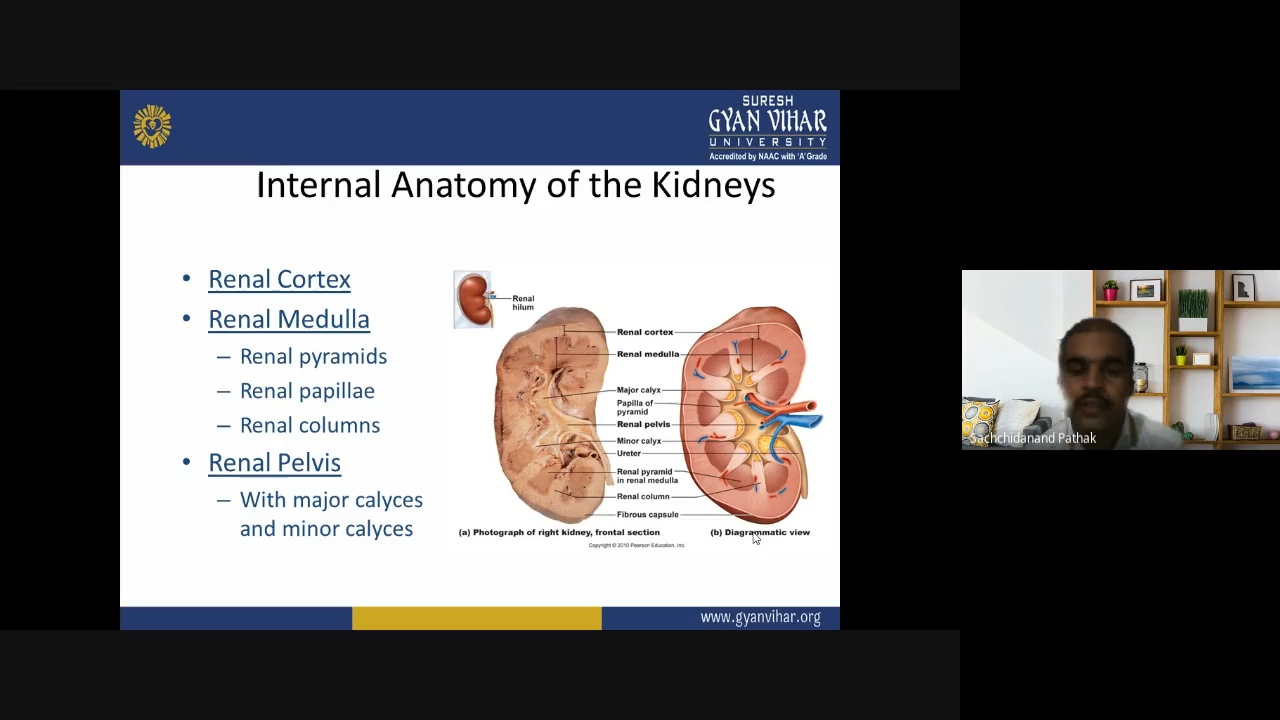 SURESH
GYAN VIHAR
UNIVERSITY
Accredited by NAAC with 'A' Grade
Internal Anatomy of the Kidneys
• Renal Cortex
• Renal Medulla
– Renal pyramids
– Renal papillae
– Renal columns
• Renal Pelvis
– With major calyces
and minor calyces
Renal
hilum
Renal cortex
Renal medulla
Major calyx
Papilla of
pyramid
Renal pelvis
Minor calyx
Ureter
Renal pyramid
in renal medulla
Renal column
Fibrous capsule
(a) Photograph of right kidney, frontal section
(b) Diagrammatic view
Copyright © 2010 Pearson Education, Inc.
www.gyanvihar.org
Sachchidanand Pathak